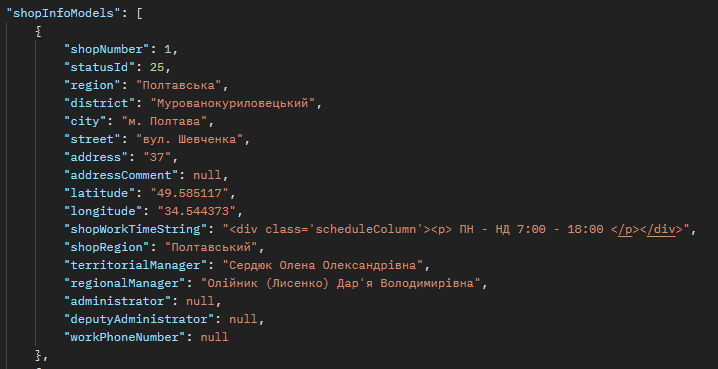 "shopInfoModels": [
{
"shopNumber": 1,
"statusId": 25,
"region": "Полтавська",
"district": "Мурованокуриловецький",
"city": "м. Полтава",
"street": "вул. Шевченка",
"address": "37",
"addressComment": null,
"latitude": "49.585117",
"longitude": "34.544373",
"shopWorkTimeString": "<div class='scheduleColumn'><p> ПН - НД 7:00 - 18:00 </p></div>",
"shopRegion": "Полтавський",
"territorialManager": "Сердюк Олена Олександрівна",
"regionalManager": "Олійник (Лисенко) Дар'я Володимирівна",
"administrator": null,
"deputyAdministrator": null,
"workPhoneNumber": null
},